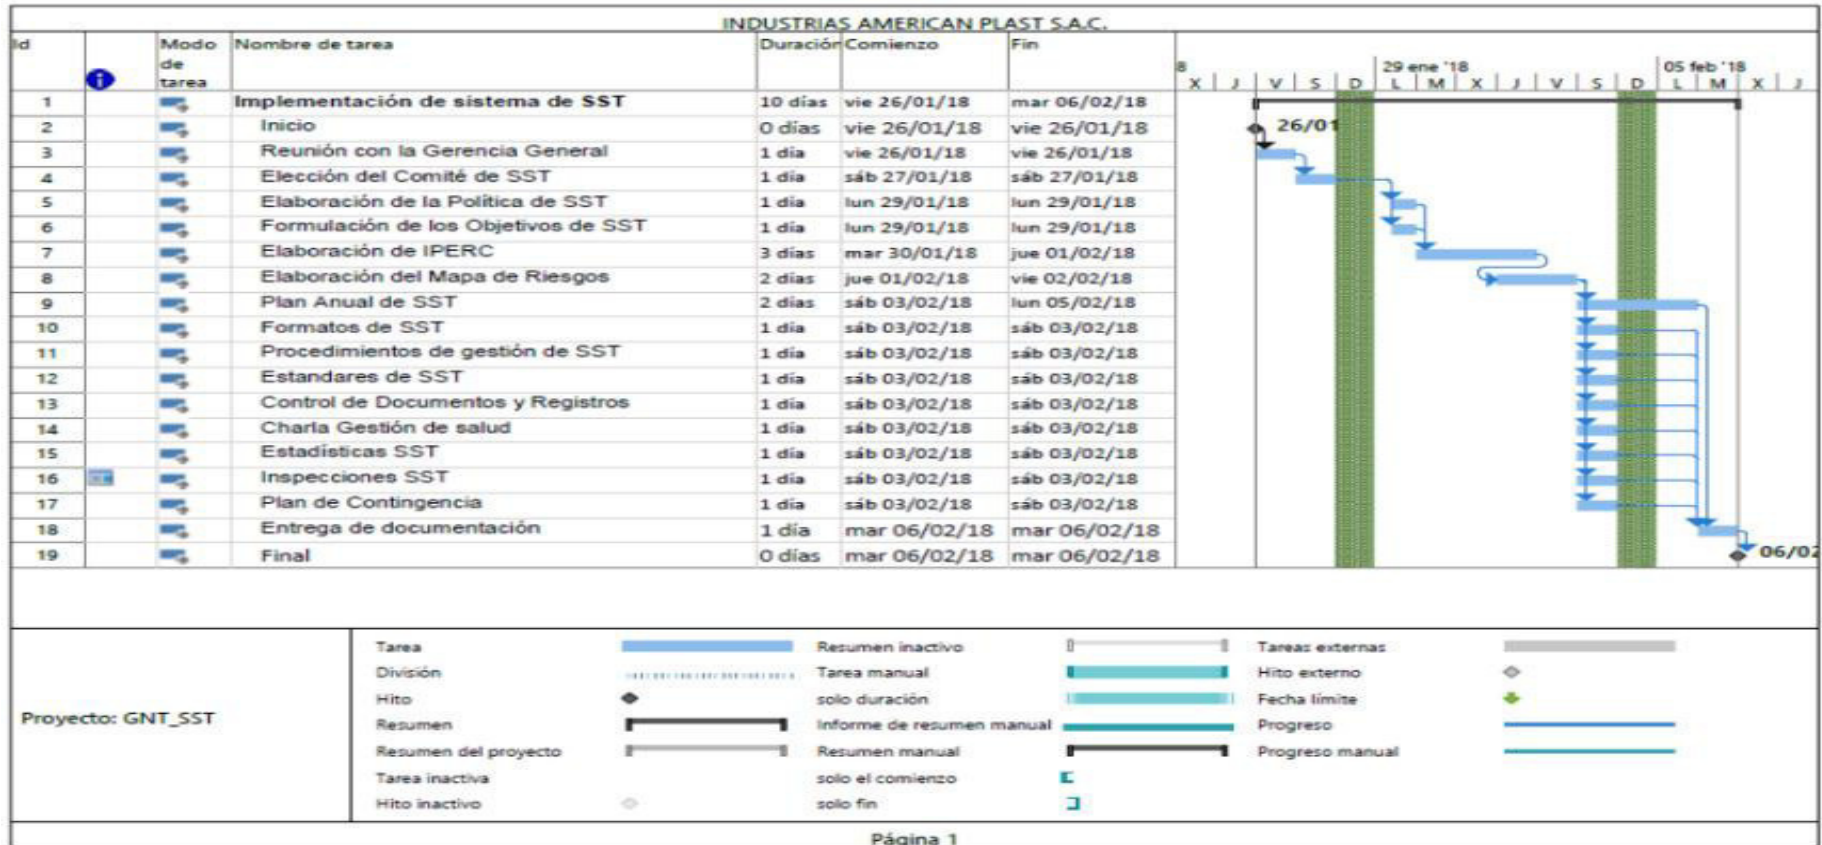 INDUSTRIAS AMERICAN PLAST S.A.C.
Id Modo de tarea Nombre de tarea Duración Comienzo Fin
8 29 ene '18 05 feb '18
X J V S D L M X J V S D L M X J
1 Implementación de sistema de SST 10 días vie 26/01/18 mar 06/02/18
2 Inicio 0 días vie 26/01/18 vie 26/01/18 26/01
3 Reunión con la Gerencia General 1 día vie 26/01/18 vie 26/01/18
4 Elección del Comité de SST 1 día sáb 27/01/18 sáb 27/01/18
5 Elaboración de la Política de SST 1 día lun 29/01/18 lun 29/01/18
6 Formulación de los Objetivos de SST 1 día lun 29/01/18 lun 29/01/18
7 Elaboración de IPERC 3 días mar 30/01/18 jue 01/02/18
8 Elaboración del Mapa de Riesgos 2 días jue 01/02/18 vie 02/02/18
9 Plan Anual de SST 2 días sáb 03/02/18 lun 05/02/18
10 Formatos de SST 1 día sáb 03/02/18 sáb 03/02/18
11 Procedimientos de gestión de SST 1 día sáb 03/02/18 sáb 03/02/18
12 Estandares de SST 1 día sáb 03/02/18 sáb 03/02/18
13 Control de Documentos y Registros 1 día sáb 03/02/18 sáb 03/02/18
14 Charla Gestión de salud 1 día sáb 03/02/18 sáb 03/02/18
15 Estadísticas SST 1 día sáb 03/02/18 sáb 03/02/18
16 Inspecciones SST 1 día sáb 03/02/18 sáb 03/02/18
17 Plan de Contingencia 1 día sáb 03/02/18 sáb 03/02/18
18 Entrega de documentación 1 día mar 06/02/18 mar 06/02/18
19 Final 0 días mar 06/02/18 mar 06/02/18 06/02
Proyecto: GNT_SST
Tarea Resumen inactivo Tareas externas
División Tarea manual Hito externo
Hito solo duración Fecha límite
Resumen Informe de resumen manual Progreso
Resumen del proyecto Resumen manual Progreso manual
Tarea inactiva solo el comienzo
Hito inactivo solo fin
Página 1